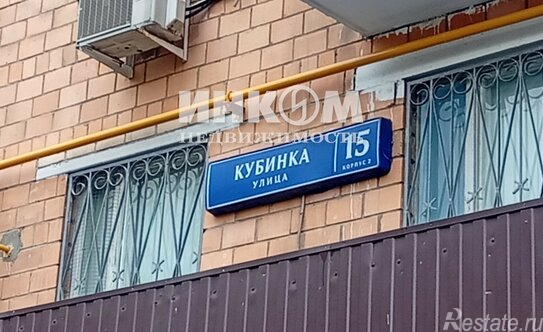 ИНКОМ
НЕДВИЖИМОСТЬ
КУБИНКА
УЛИЦА
15
КОРПУС 2
Restate.ru